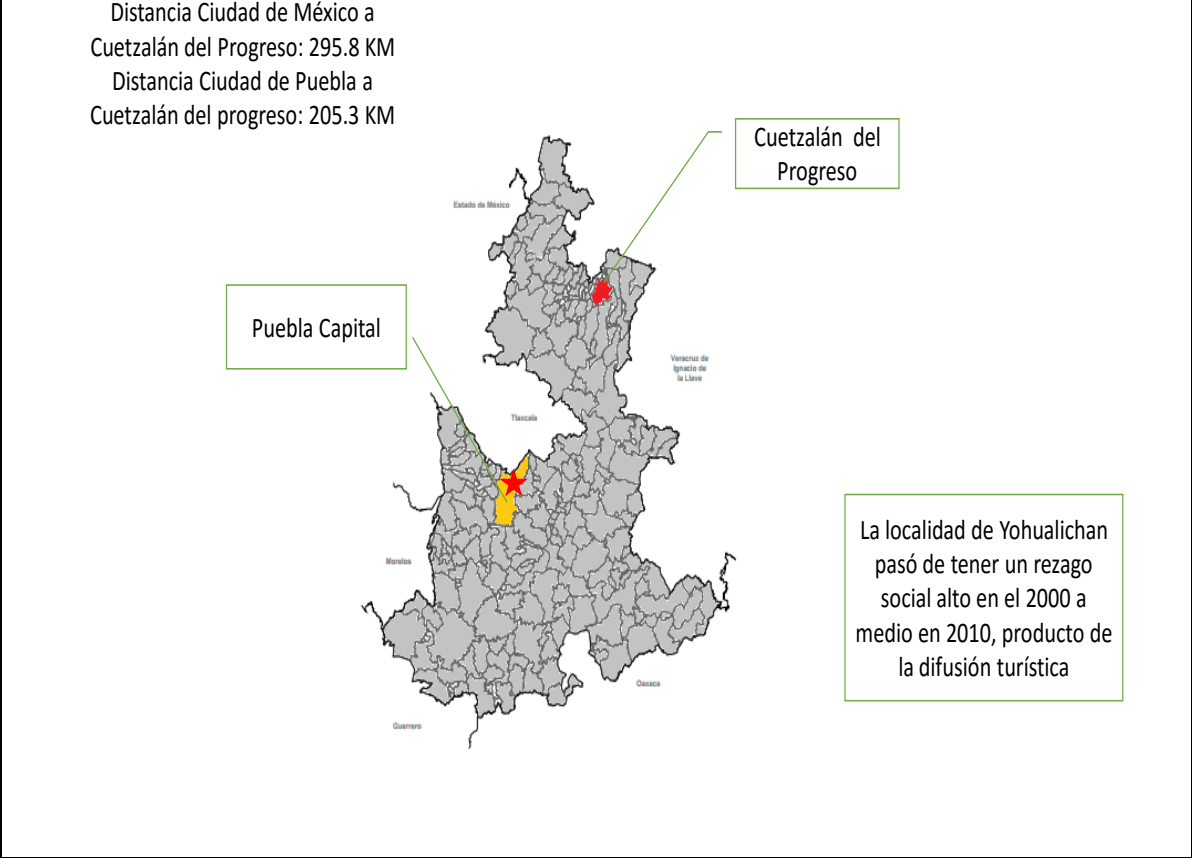 Distancia Ciudad de México a
Cuetzalán del Progreso: 295.8 KM
Distancia Ciudad de Puebla a
Cuetzalán del progreso: 205.3 KM
Cuetzalán del
Progreso
Estado de México
Puebla Capital
Veracruz de
Ignacio de
la Llave
Tlaxcala
La localidad de Yohualichan
pasó de tener un rezago
social alto en el 2000 a
medio en 2010, producto de
la difusión turística
Morelos
Oaxaca
Guerrero